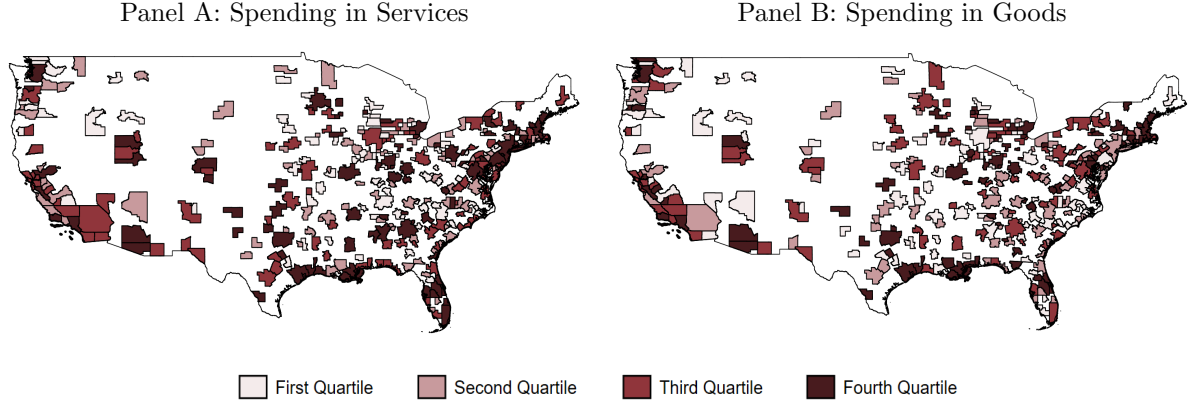 Panel A: Spending in Services
Panel B: Spending in Goods
First Quartile
Second Quartile
Third Quartile
Fourth Quartile